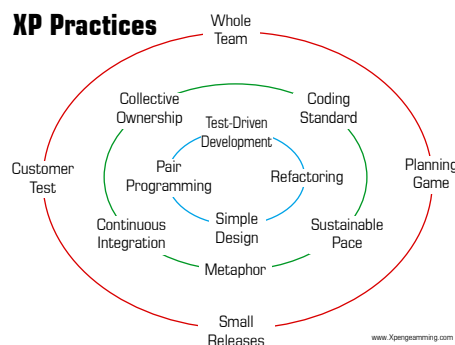 XP Practices
Whole
Team
Collective
Ownership
Coding
Standard
Test-Driven
Development
Customer
Test
Pair
Programming
Refactoring
Planning
Game
Continuous
Integration
Simple
Design
Sustainable
Pace
Metaphor
Small
Releases
www.Xpengeamming.com